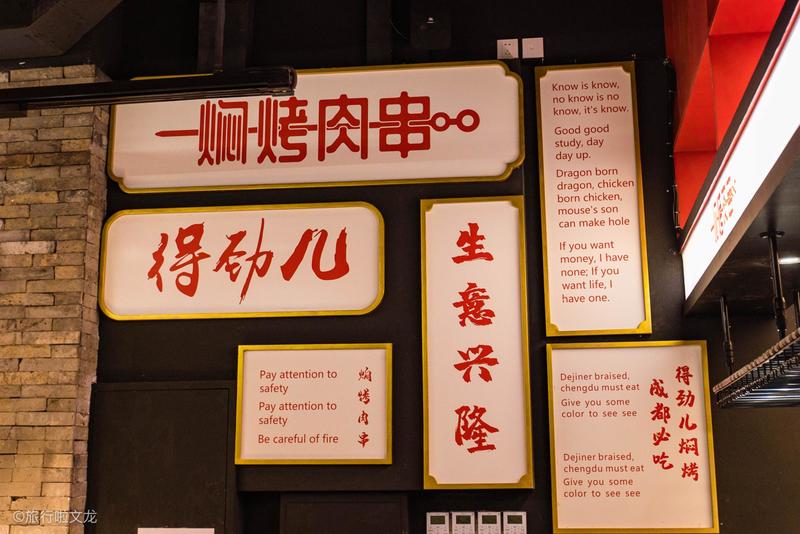 焖烤肉串
得劲儿
Pay attention to
safety
Pay attention to
safety
Be careful of fire
焖烤肉串
生意兴隆
Know is know,
no know is no
know, it's know.
Good good
study, day
day up.
Dragon born
dragon, chicken
born chicken,
mouse's son
can make hole
If you want
money, I have
none; If you
want life, I
have one.
Dejiner braised,
chengdu must eat
Give you some
color to see see
Dejiner braised,
chengdu must eat
Give you some
color to see see
得劲儿焖烤
成都必吃
©旅行啦文龙